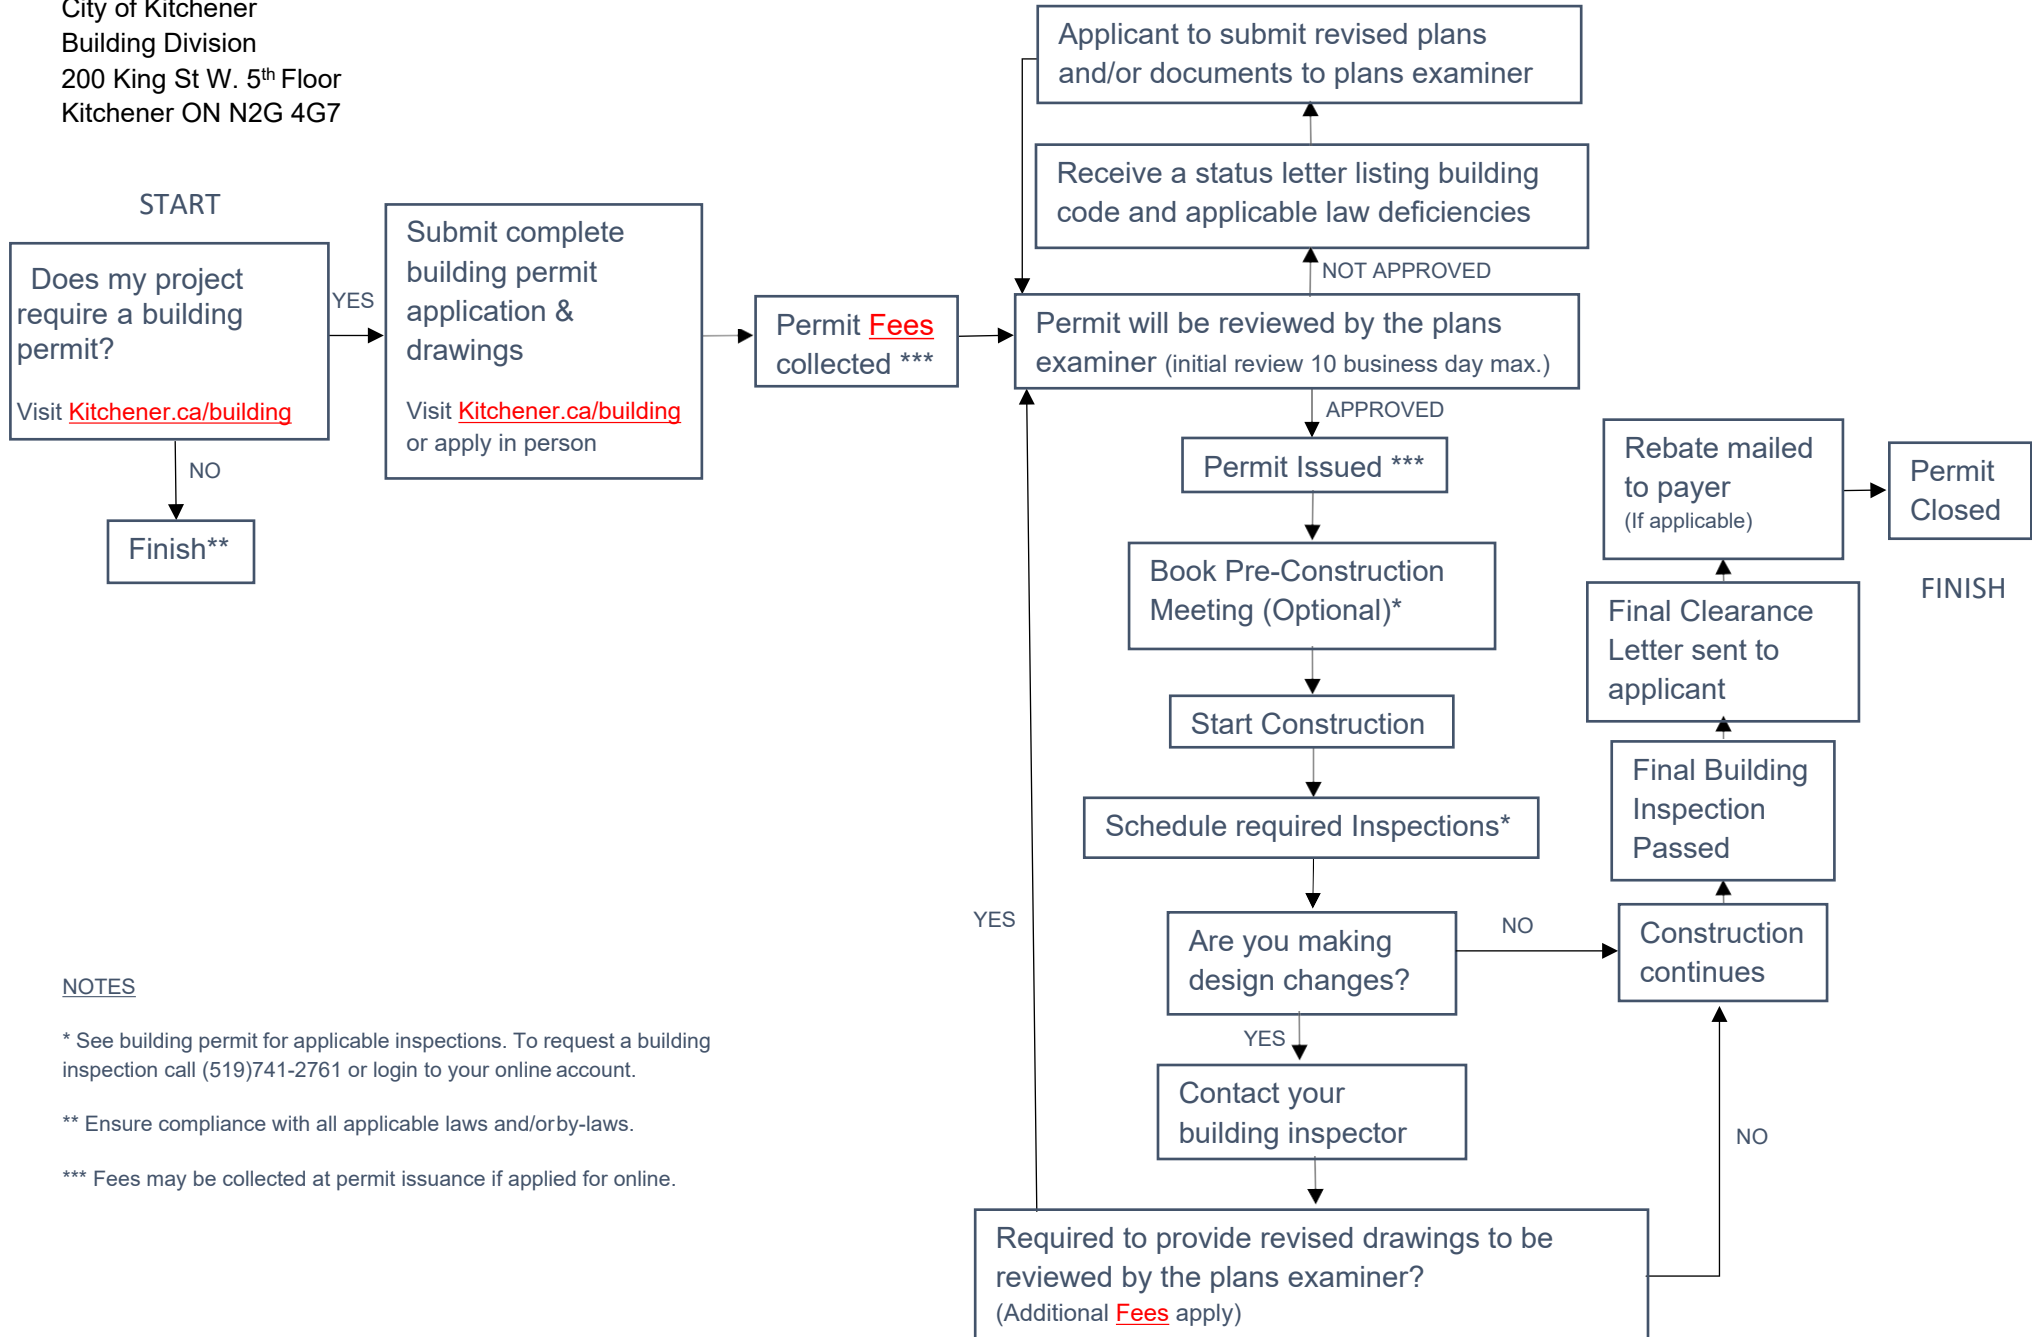 City of Kitchener
Building Division
200 King St W. 5th Floor
Kitchener ON N2G 4G7
START
Does my project
require a building
permit?
Visit Kitchener.ca/building
YES
NO
Finish**
Submit complete
building permit
application &
drawings
Visit Kitchener.ca/building
or apply in person
Permit Fees
collected ***
Applicant to submit revised plans
and/or documents to plans examiner
Receive a status letter listing building
code and applicable law deficiencies
NOT APPROVED
Permit will be reviewed by the plans
examiner (initial review 10 business day max.)
APPROVED
Permit Issued ***
Book Pre-Construction
Meeting (Optional)*
Start Construction
Schedule required Inspections*
Are you making
design changes?
NO
YES
Contact your
building inspector
Required to provide revised drawings to be
reviewed by the plans examiner?
(Additional Fees apply)
YES
NO
Construction
continues
Final Building
Inspection
Passed
Final Clearance
Letter sent to
applicant
Rebate mailed
to payer
(If applicable)
Permit
Closed
FINISH
NOTES
* See building permit for applicable inspections. To request a building
inspection call (519)741-2761 or login to your online account.
** Ensure compliance with all applicable laws and/orby-laws.
*** Fees may be collected at permit issuance if applied for online.